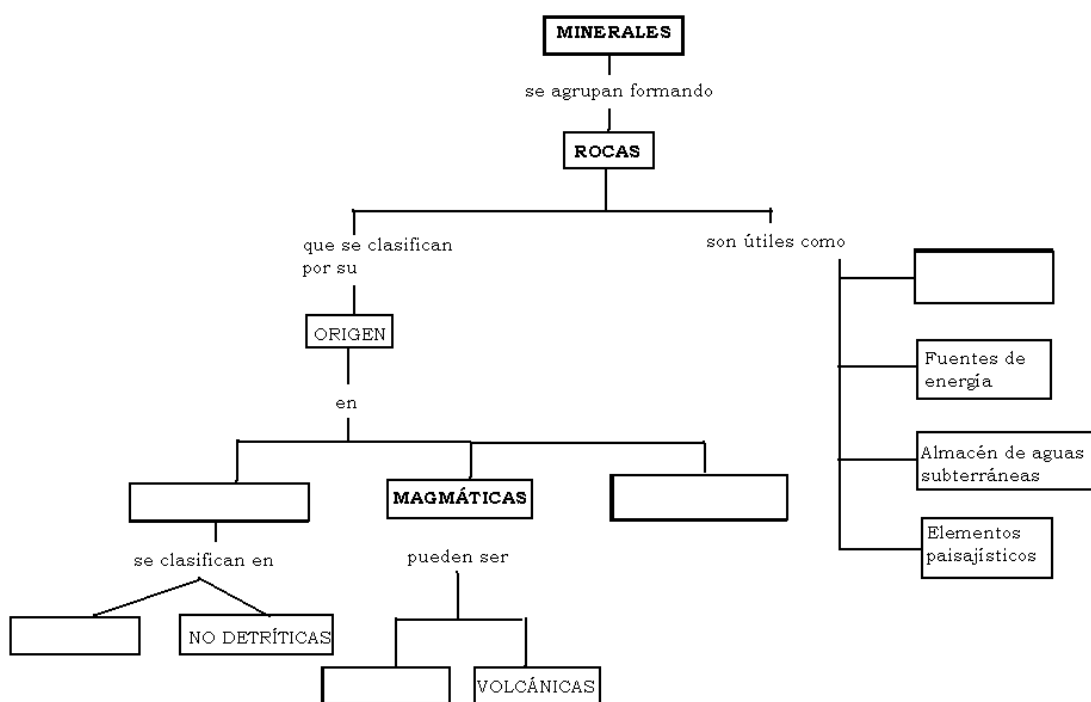 MINERALES
se agrupan formando
ROCAS
que se clasifican
por su
son útiles como
ORIGEN
en
Fuentes de
energía
Almacén de aguas
subterráneas
Elementos
paisajísticos
MAGMÁTICAS
se clasifican en
pueden ser
NO DETRÍTICAS
VOLCÁNICAS